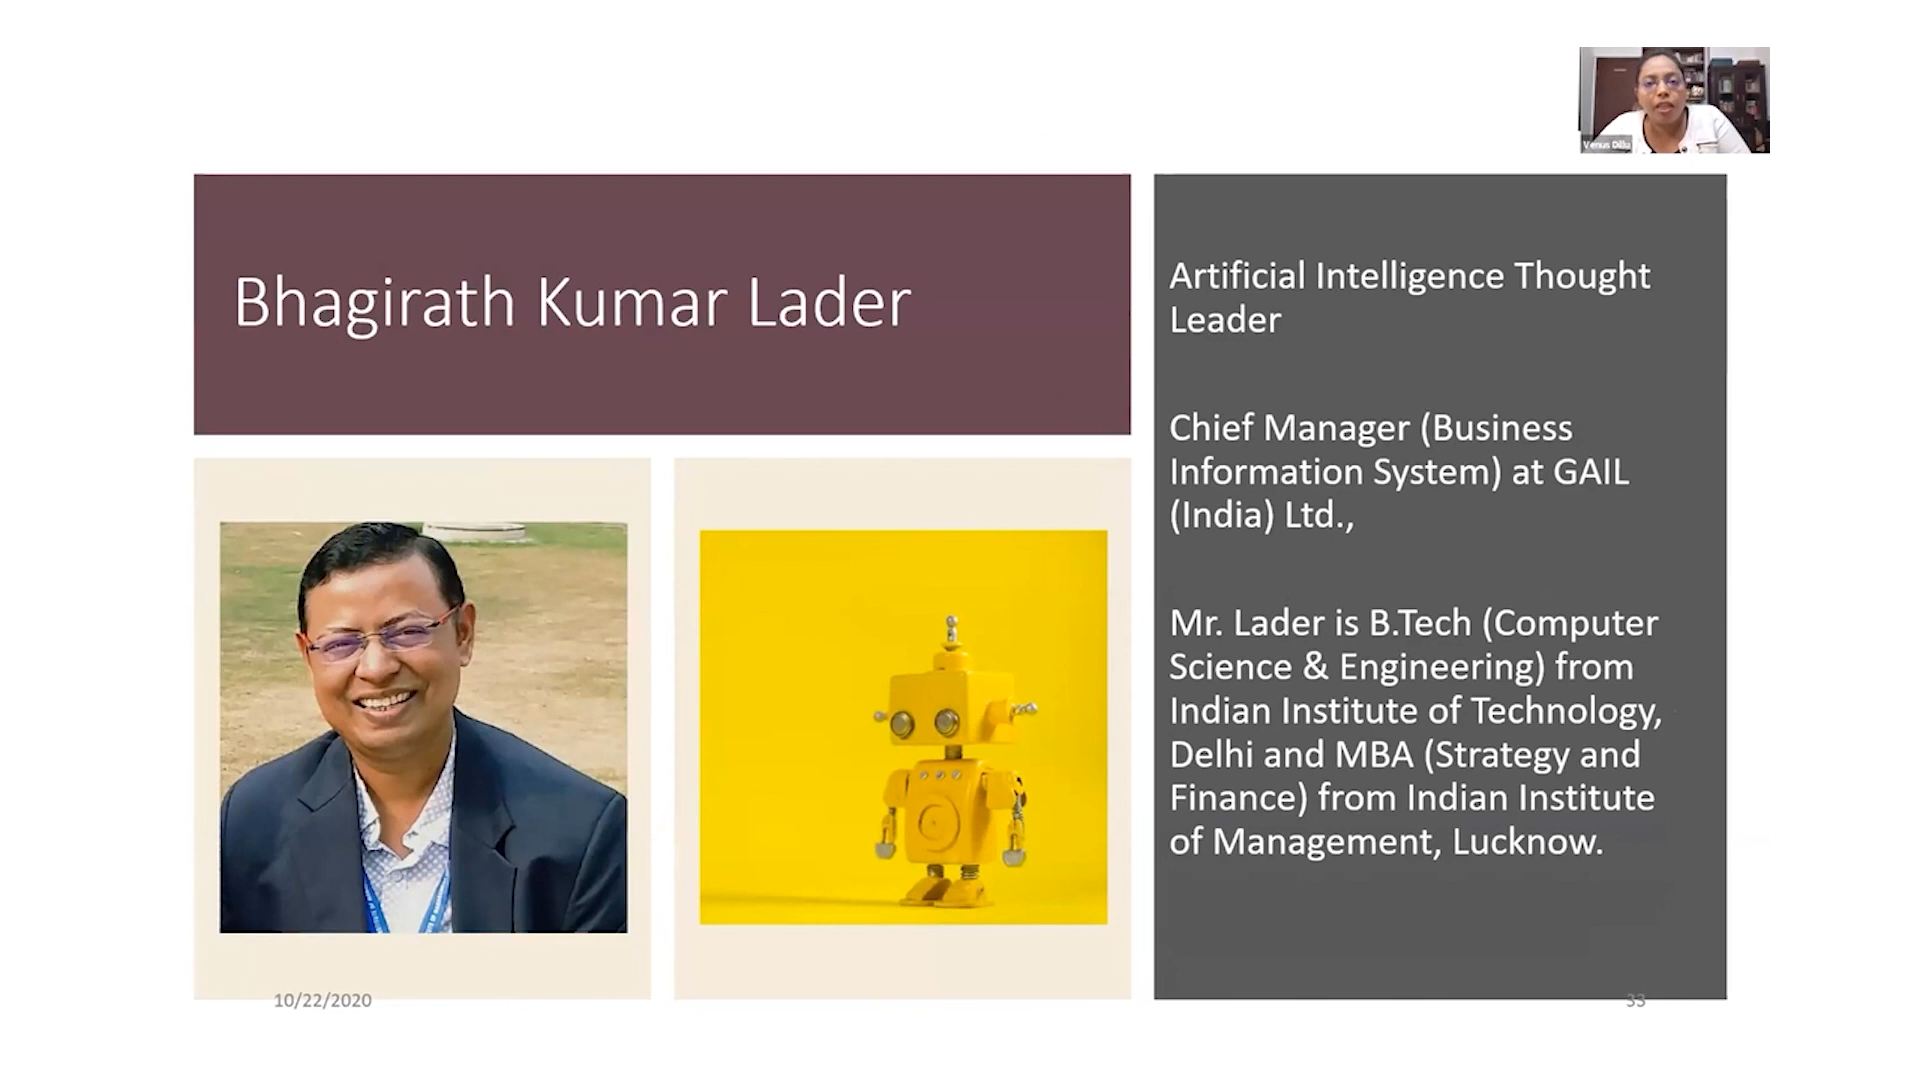 Venus Dillu
Bhagirath Kumar Lader
Artificial Intelligence Thought
Leader
Chief Manager (Business
Information System) at GAIL
(India) Ltd.,
Mr. Lader is B.Tech (Computer
Science & Engineering) from
Indian Institute of Technology,
Delhi and MBA (Strategy and
Finance) from Indian Institute
of Management, Lucknow.
10/22/2020
33